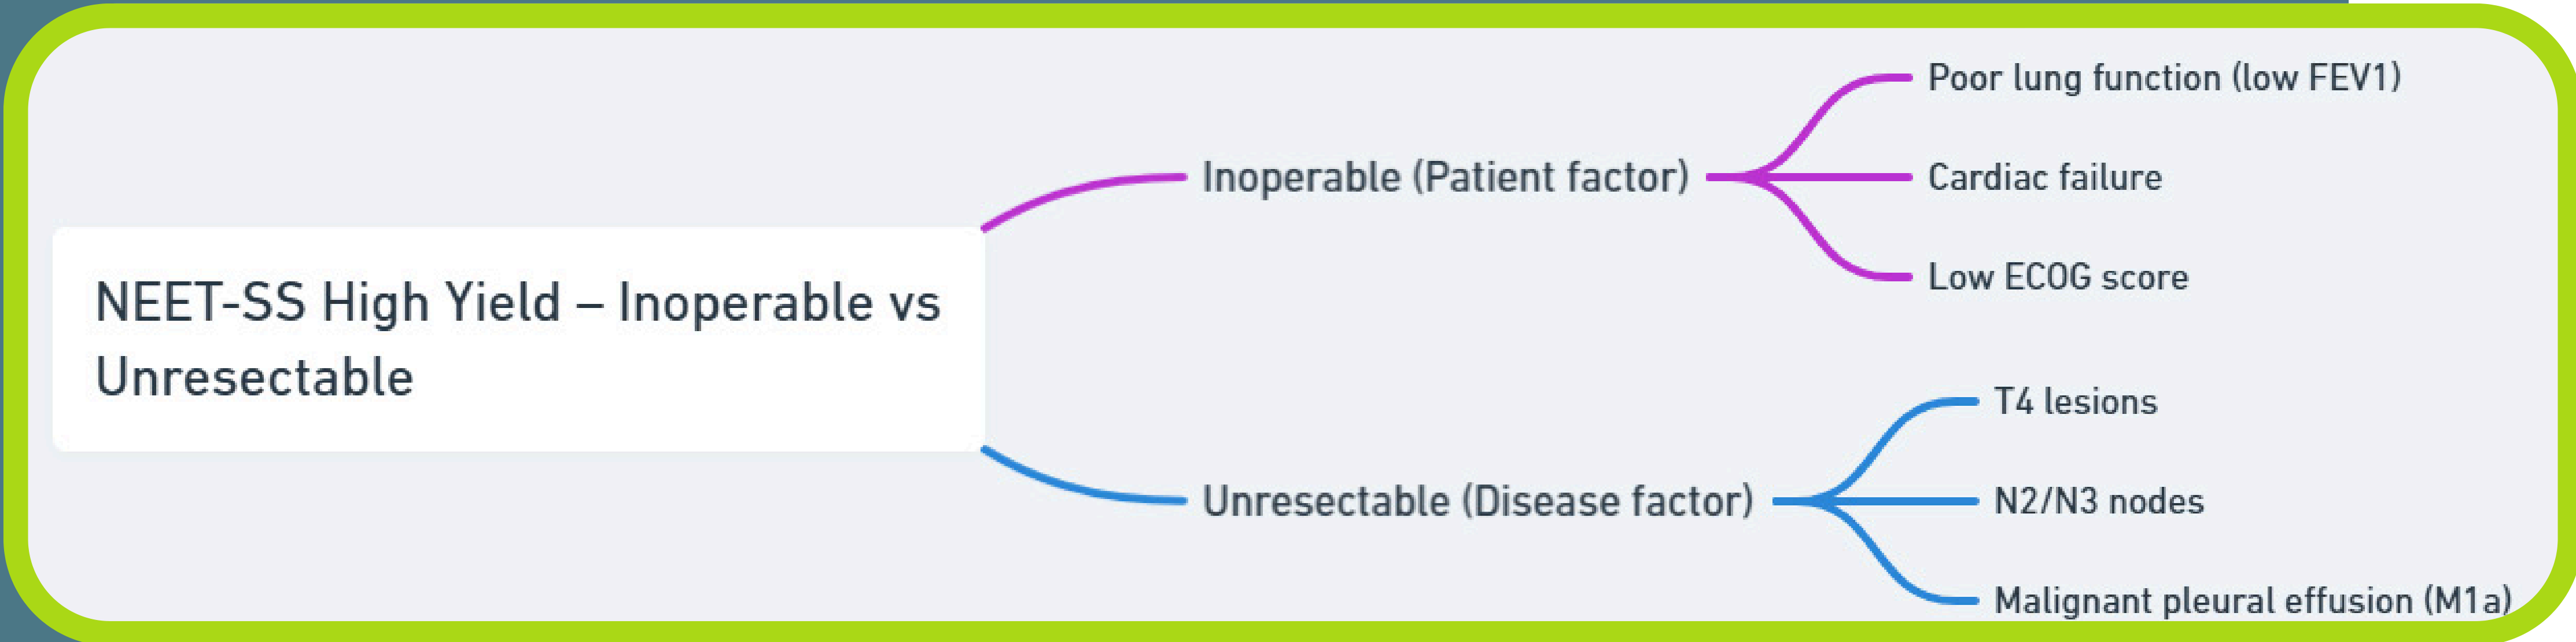 NEET-SS High Yield – Inoperable vs
Unresectable
Inoperable (Patient factor)
Poor lung function (low FEV1)
Cardiac failure
Low ECOG score
Unresectable (Disease factor)
T4 lesions
N2/N3 nodes
Malignant pleural effusion (M1a)